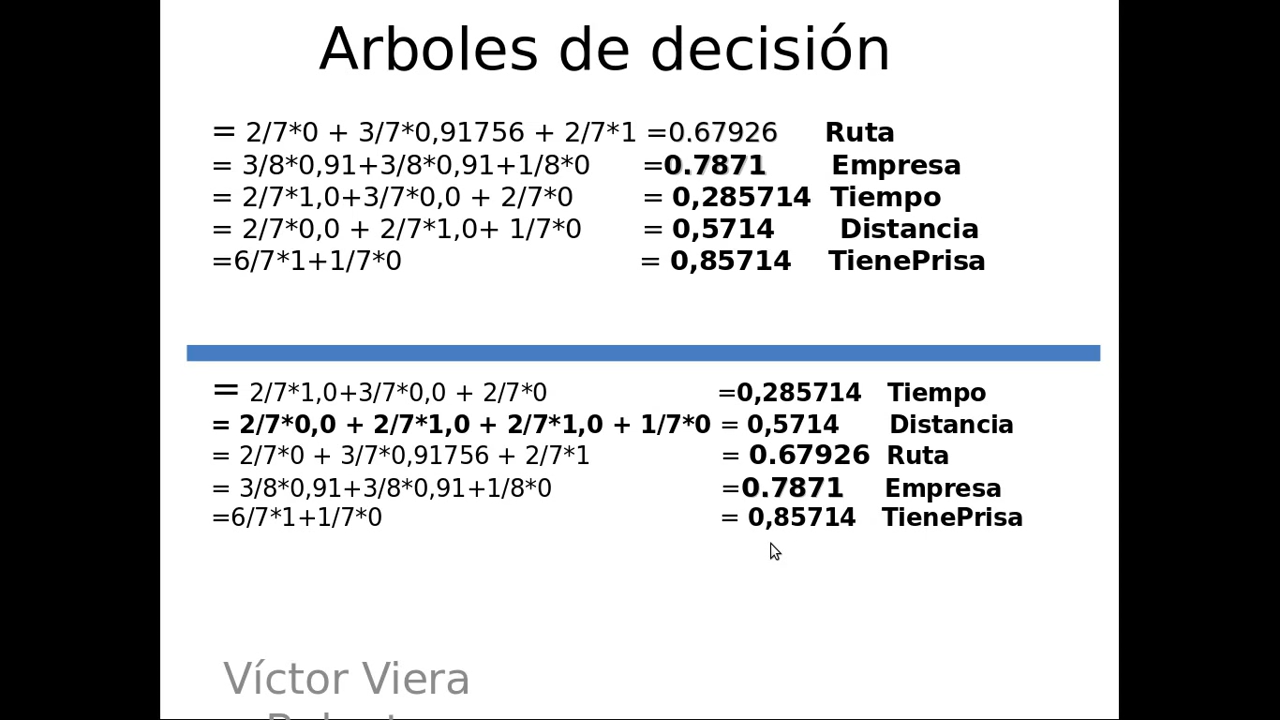 Arboles de decisión
= 2/7*0 + 3/7*0,91756 + 2/7*1 =0.67926 Ruta
= 3/8*0,91+3/8*0,91+1/8*0 =0.7871 Empresa
= 2/7*1,0+3/7*0,0 + 2/7*0 = 0,285714 Tiempo
= 2/7*0,0 + 2/7*1,0+ 1/7*0 = 0,5714 Distancia
=6/7*1+1/7*0 = 0,85714 TienePrisa
= 2/7*1,0+3/7*0,0 + 2/7*0 =0,285714 Tiempo
= 2/7*0,0 + 2/7*1,0 + 2/7*1,0 + 1/7*0 = 0,5714 Distancia
= 2/7*0 + 3/7*0,91756 + 2/7*1 = 0.67926 Ruta
= 3/8*0,91+3/8*0,91+1/8*0 =0.7871 Empresa
=6/7*1+1/7*0 = 0,85714 TienePrisa
Víctor Viera